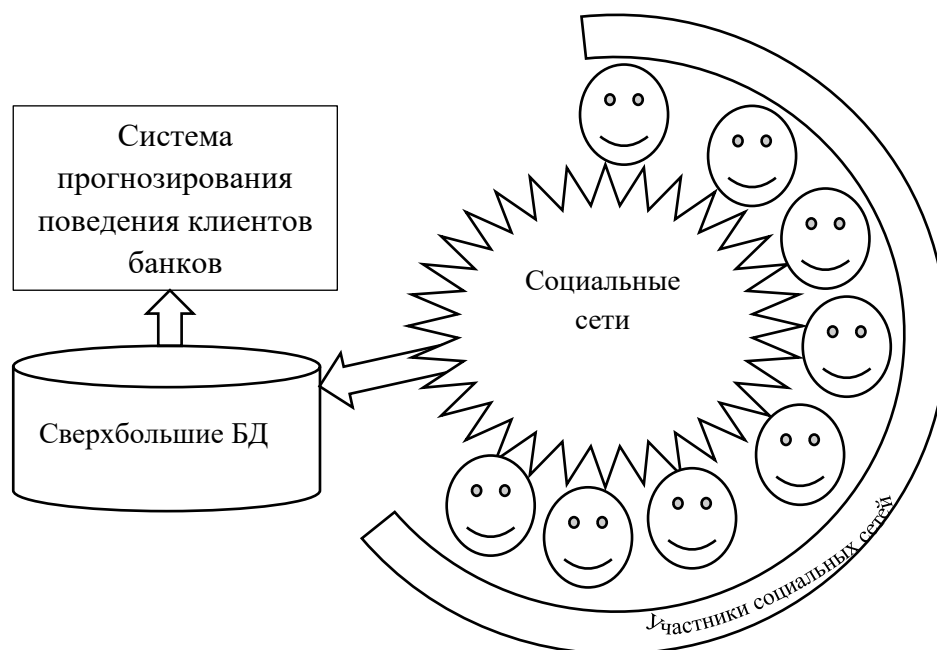 Система
прогнозирования
поведения клиентов
банков
Социальные
сети
Сверхбольшие БД
Участники социальных сетей